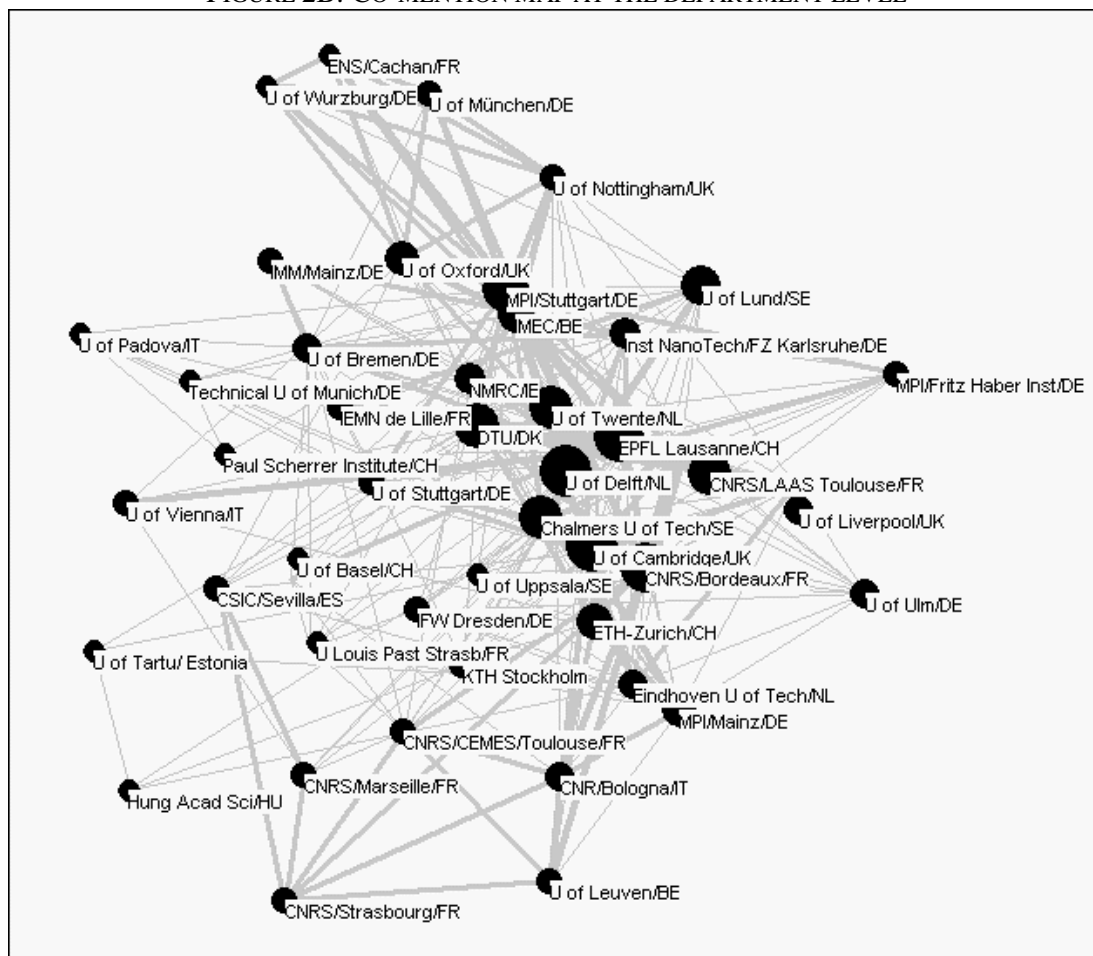 FIGURE 2B: CO-MENTION MAP AT THE DEPARTMENT LEVEL
ENS/Cachan/FR
U of Wurzburg/DE
U of München/DE
U of Nottingham/UK
U of Oxford/UK
IMM/Mainz/DE
U of Lund/SE
MPI/Stuttgart/DE
IMEC/BE
U of Padova/IT
Inst NanoTech/FZ Karlsruhe/DE
U of Bremen/DE
MPI/Fritz Haber Inst/DE
Technical U of Munich/DE
NMRC/IE
IEMN de Lille/FR
U of Twente/NL
DTU/DK
EPFL Lausanne/CH
Paul Scherrer Institute/CH
U of Delft/NL
CNRS/LAAS Toulouse/FR
U of Stuttgart/DE
U of Vienna/IT
U of Liverpool/UK
Chalmers U of Tech/SE
U of Cambridge/UK
U of Basel/CH
CNRS/Bordeaux/FR
U of Uppsala/SE
CSIC/Sevilla/ES
U of Ulm/DE
IFW Dresden/DE
ETH-Zurich/CH
U Louis Past Strasb/FR
U of Tartu/ Estonia
KTH Stockholm
Eindhoven U of Tech/NL
MPI/Mainz/DE
CNRS/CEMES/Toulouse/FR
CNRS/Marseille/FR
CNR/Bologna/IT
Hung Acad Sci/HU
U of Leuven/BE
CNRS/Strasbourg/FR